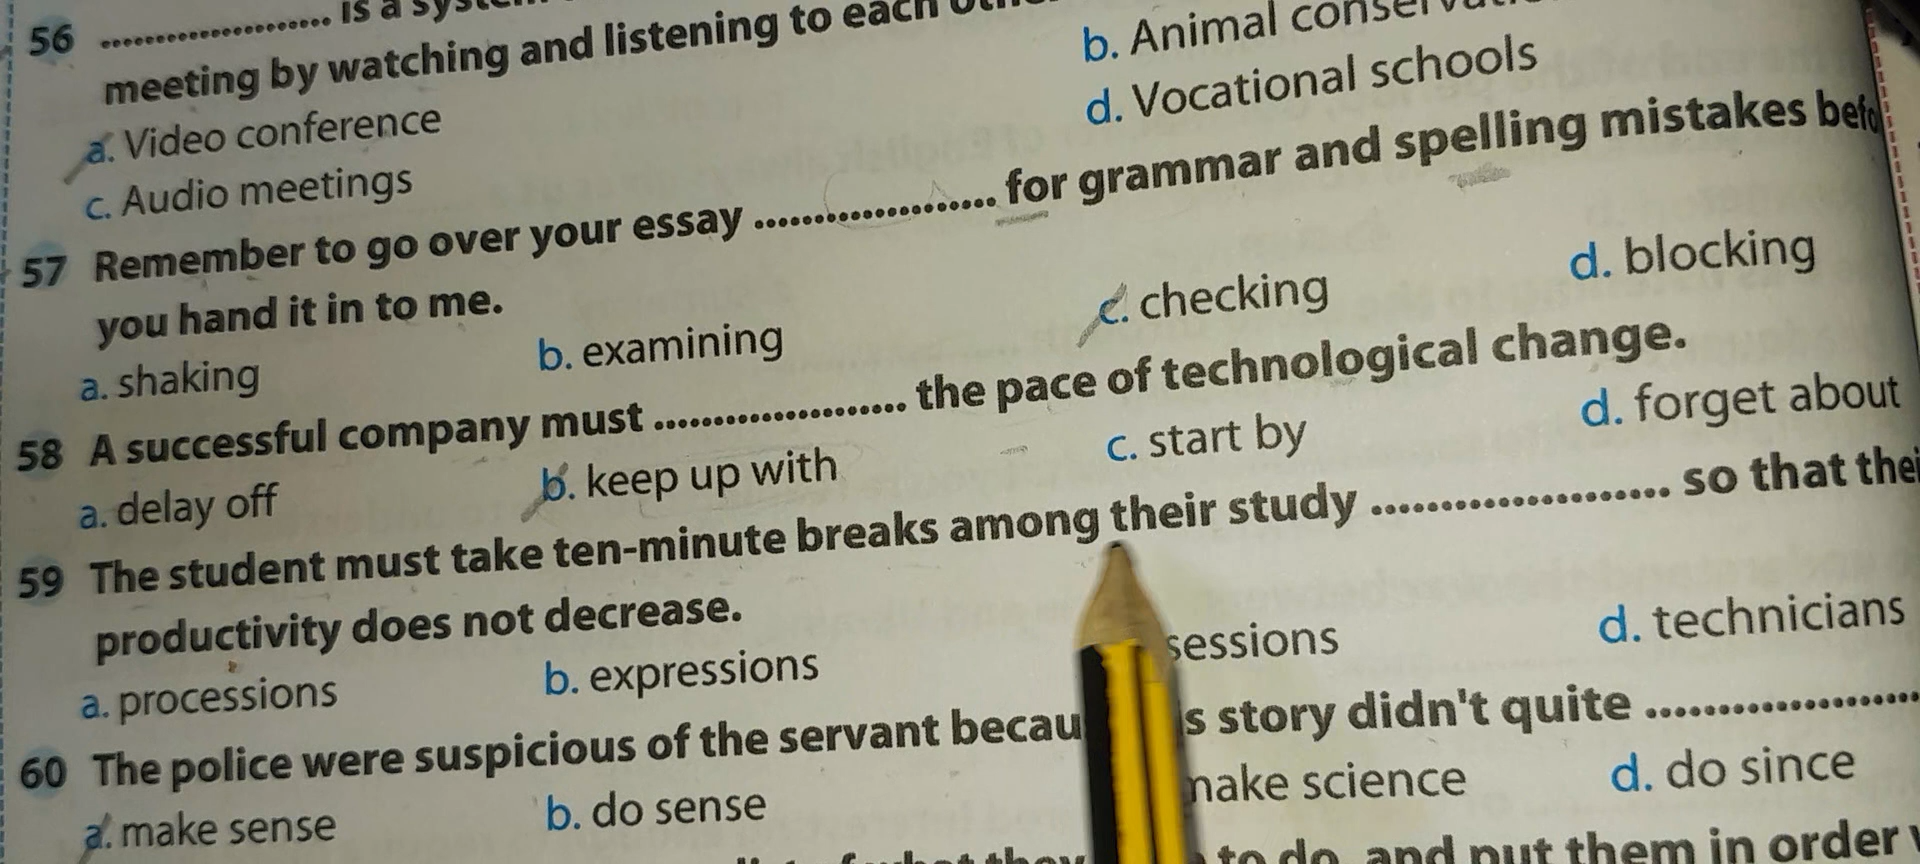 56 .................... is a
meeting by watching and listening to each
a. Video conference
b. Animal
c. Audio meetings
d. Vocational schools
57 Remember to go over your essay .................... for grammar and spelling mistakes
you hand it in to me.
a. shaking b. examining c. checking d. blocking
58 A successful company must .................... the pace of technological change.
a. delay off b. keep up with c. start by d. forget about
59 The student must take ten-minute breaks among their study .................... so that
productivity does not decrease.
a. processions b. expressions sessions d. technicians
60 The police were suspicious of the servant story didn't quite ....................
a. make sense b. do sense make science d. do since
to do, and put them in order